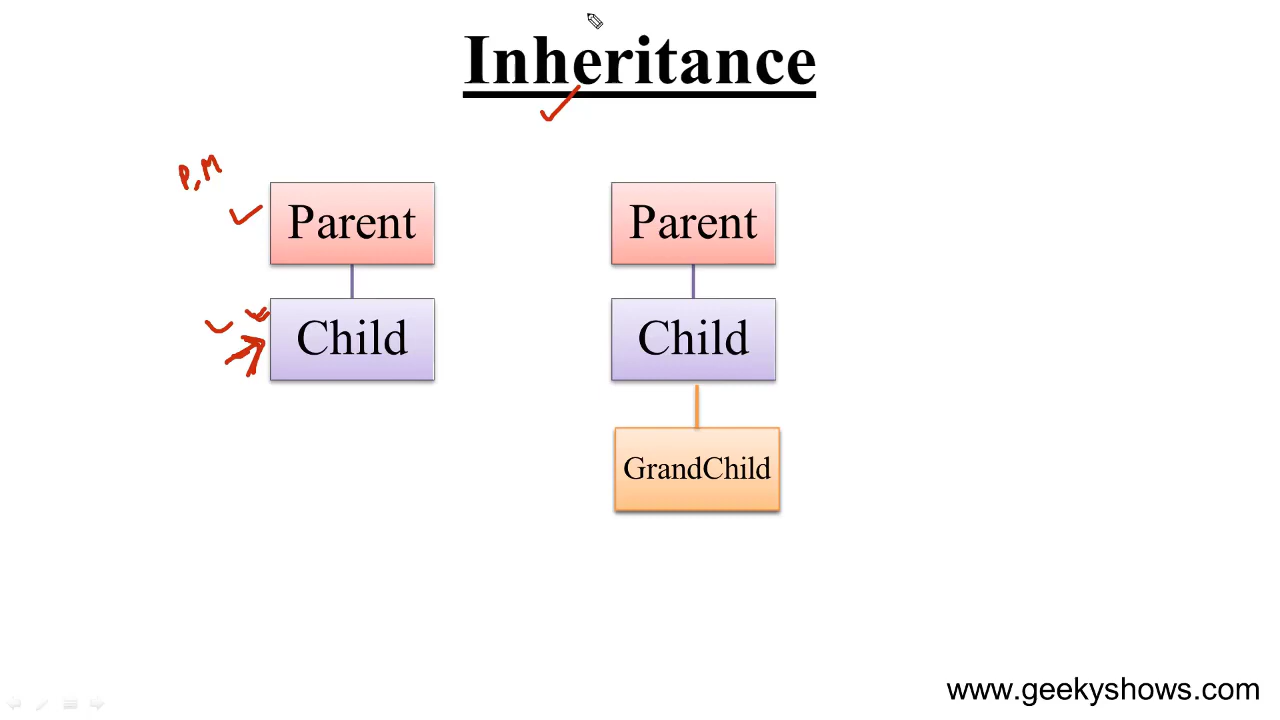 Inheritance
P, M
Parent
Parent
Child
Child
GrandChild
www.geekyshows.com